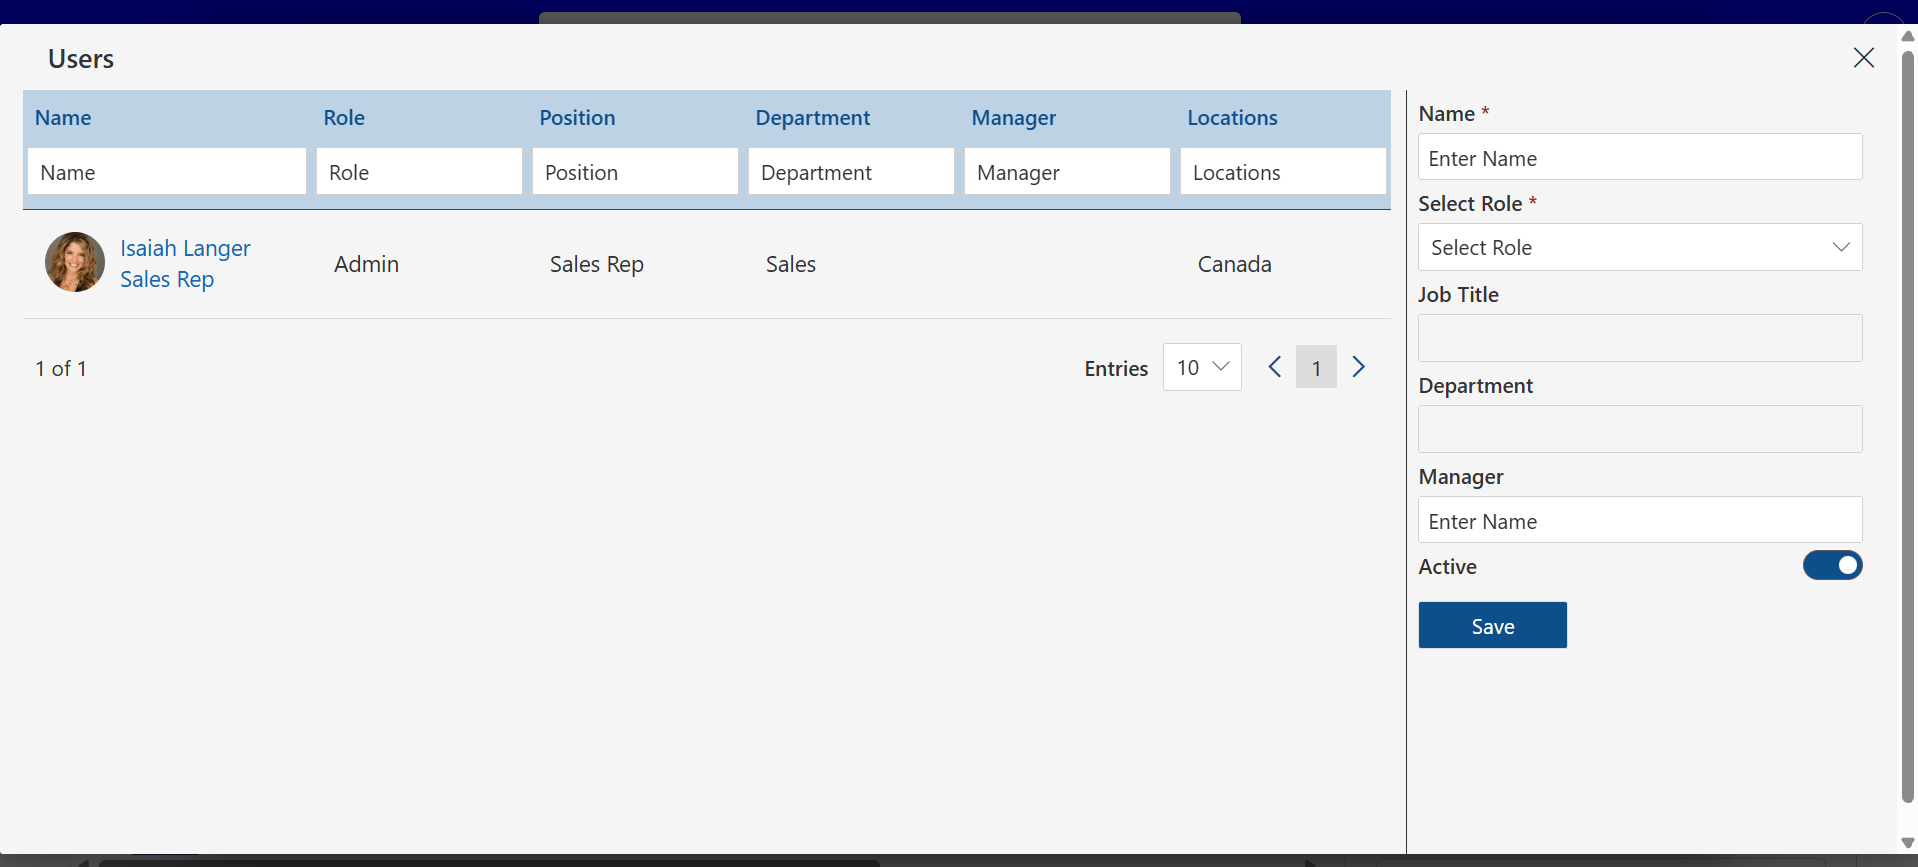 Users
Name Role Position Department Manager Locations
Name Role Position Department Manager Locations
Isaiah Langer
Sales Rep
Admin Sales Rep Sales Canada
1 of 1
Entries 10 1
Name *
Enter Name
Select Role *
Select Role
Job Title
Department
Manager
Enter Name
Active
Save